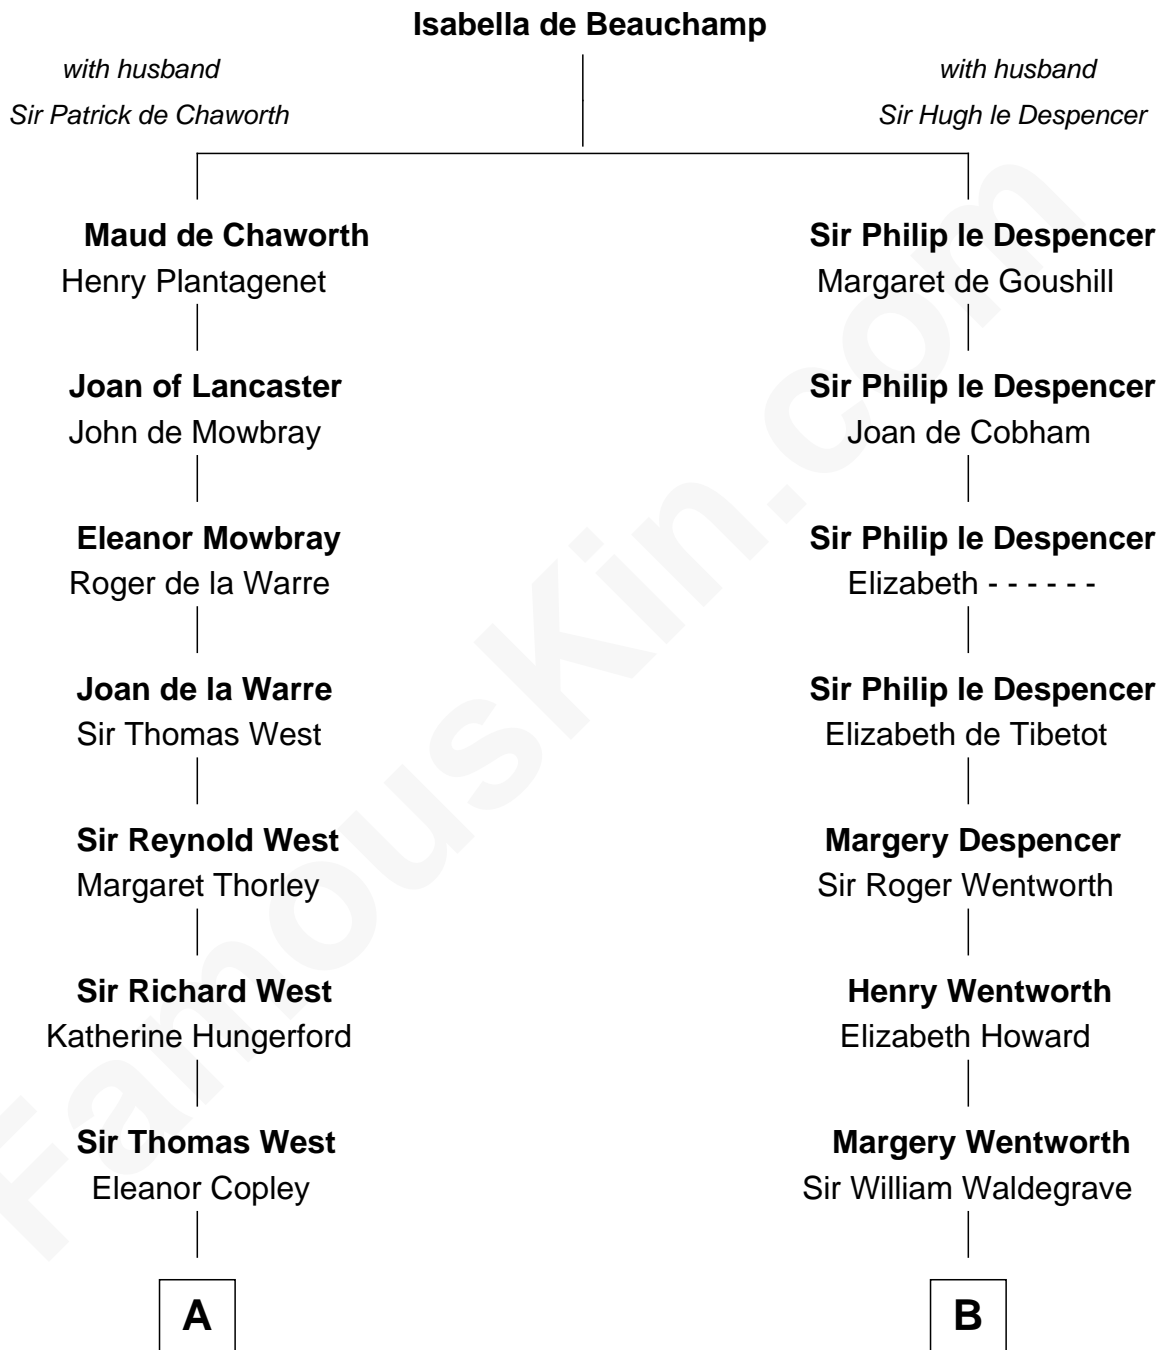 Isabella de Beauchamp
with husband
Sir Patrick de Chaworth
with husband
Sir Hugh le Despencer
Maud de Chaworth
Henry Plantagenet
Sir Philip le Despencer
Margaret de Goushill
Joan of Lancaster
John de Mowbray
Sir Philip le Despencer
Joan de Cobham
Eleanor Mowbray
Roger de la Warre
Sir Philip le Despencer
Elizabeth - - - - - -
Joan de la Warre
Sir Thomas West
Sir Philip le Despencer
Elizabeth de Tibetot
Sir Reynold West
Margaret Thorley
Margery Despencer
Sir Roger Wentworth
Sir Richard West
Katherine Hungerford
Henry Wentworth
Elizabeth Howard
Sir Thomas West
Eleanor Copley
Margery Wentworth
Sir William Waldegrave
A
B
FamousKin.com